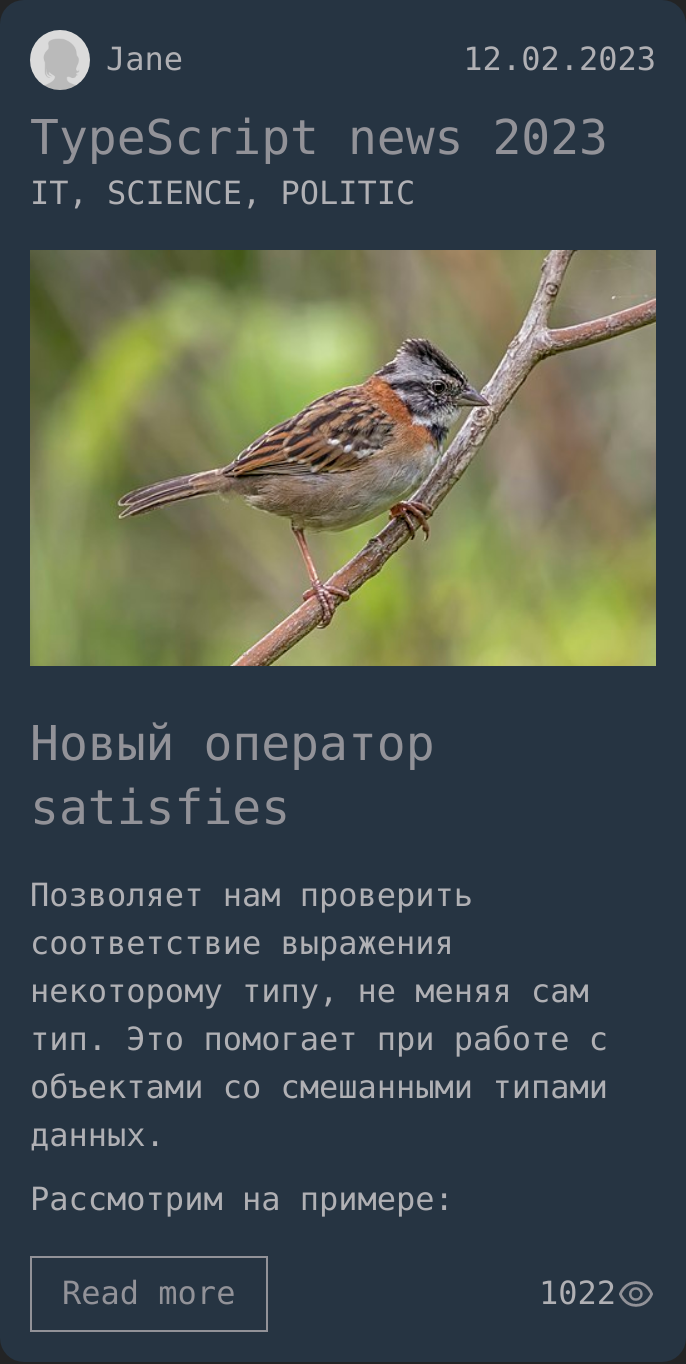 Jane 12.02.2023
TypeScript news 2023
IT, SCIENCE, POLITIC
Новый оператор
satisfies
Позволяет нам проверить
соответствие выражения
некоторому типу, не меняя сам
тип. Это помогает при работе с
объектами со смешанными типами
данных.
Рассмотрим на примере:
Read more 1022